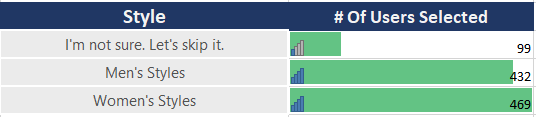 Style # Of Users Selected
I'm not sure. Let's skip it. 99
Men's Styles 432
Women's Styles 469